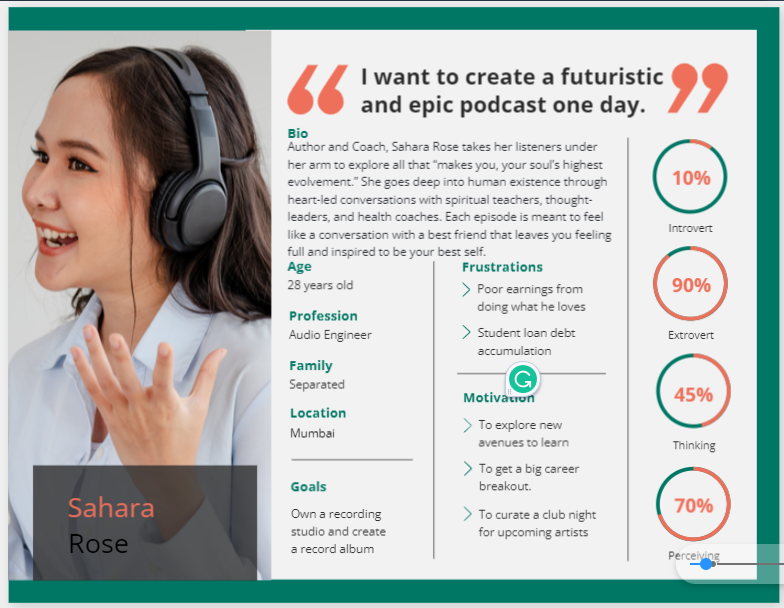 I want to create a futuristic
and epic podcast one day.
Bio
Author and Coach, Sahara Rose takes her listeners under
her arm to explore all that “makes you, your soul’s highest
evolvement.” She goes deep into human existence through
heart-led conversations with spiritual teachers, thought-
leaders, and health coaches. Each episode is meant to feel
like a conversation with a best friend that leaves you feeling
full and inspired to be your best self.
Age
28 years old
Profession
Audio Engineer
Family
Separated
Location
Mumbai
Goals
Own a recording
studio and create
a record album
Frustrations
Poor earnings from
doing what he loves
Student loan debt
accumulation
Motivation
To explore new
avenues to learn
To get a big career
breakout.
To curate a club night
for upcoming artists
10%
Introvert
90%
Extrovert
45%
Thinking
70%
Perceiving
Sahara
Rose